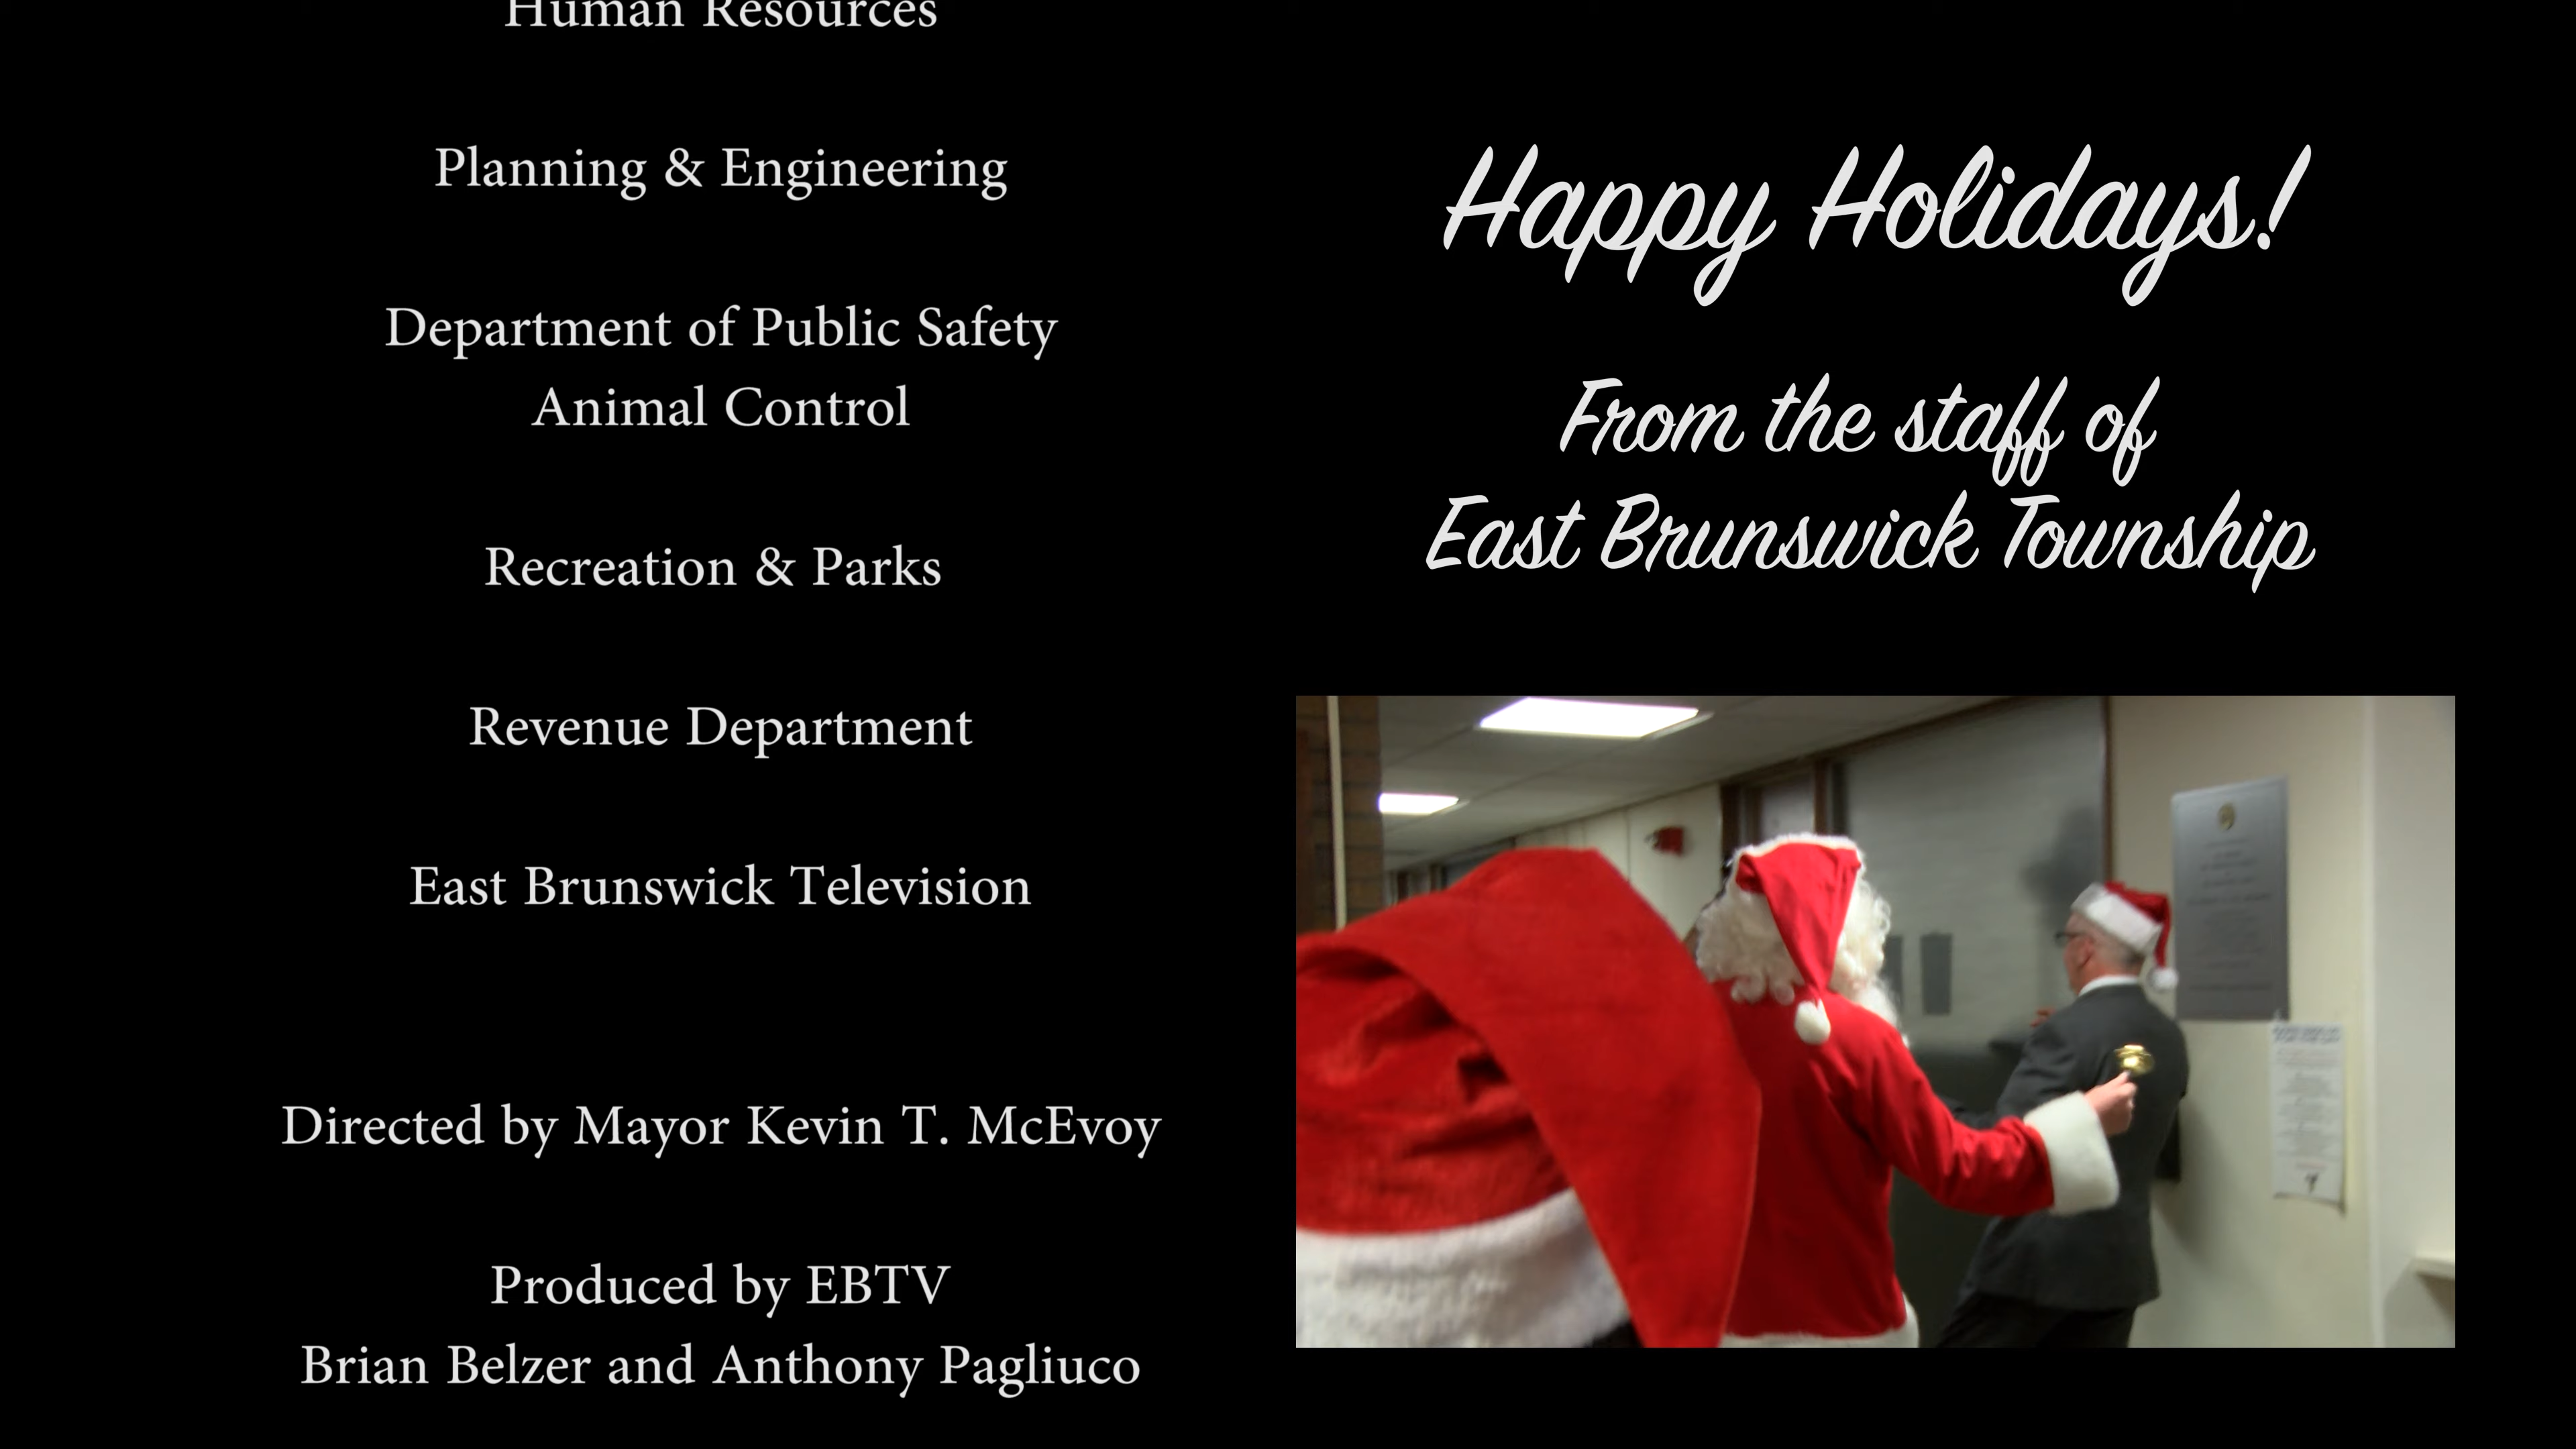 Human Resources
Planning & Engineering
Department of Public Safety
Animal Control
Recreation & Parks
Revenue Department
East Brunswick Television
Directed by Mayor Kevin T. McEvoy
Produced by EBTV
Brian Belzer and Anthony Pagliuco
Happy Holidays!
From the staff of
East Brunswick Township